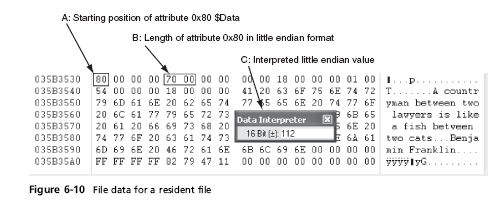 A: Starting position of attribute 0x80 $Data
B: Length of attribute 0x80 in little endian format
C: Interpreted little endian value
035B3530 80 00 00 00 70 00 00 00 00 00 18 00 00 00 01 00 I...p...........
035B3540 54 00 00 00 18 00 00 00 41 20 63 6F 75 6E 74 72 T.......A countr
035B3550 79 6D 61 6E 20 62 65 74 77 65 65 6E 20 74 77 6F yman between two
035B3560 20 6C 61 77 79 65 72 73 6B 65 lawyers is like
035B3570 20 61 20 66 69 73 68 20 6E 20 a fish between
035B3580 74 77 6F 20 63 61 74 73 6A 61 two cats...Benja
035B3590 6D 69 6E 20 46 72 61 6E 6B 6C 69 6E 00 00 00 00 min Franklin....
035B35A0 FF FF FF FF 82 79 47 11 00 00 00 00 00 00 00 00 ÿÿÿÿIyG.........
Data Interpreter
16 Bit (±): 112
Figure 6-10 File data for a resident file